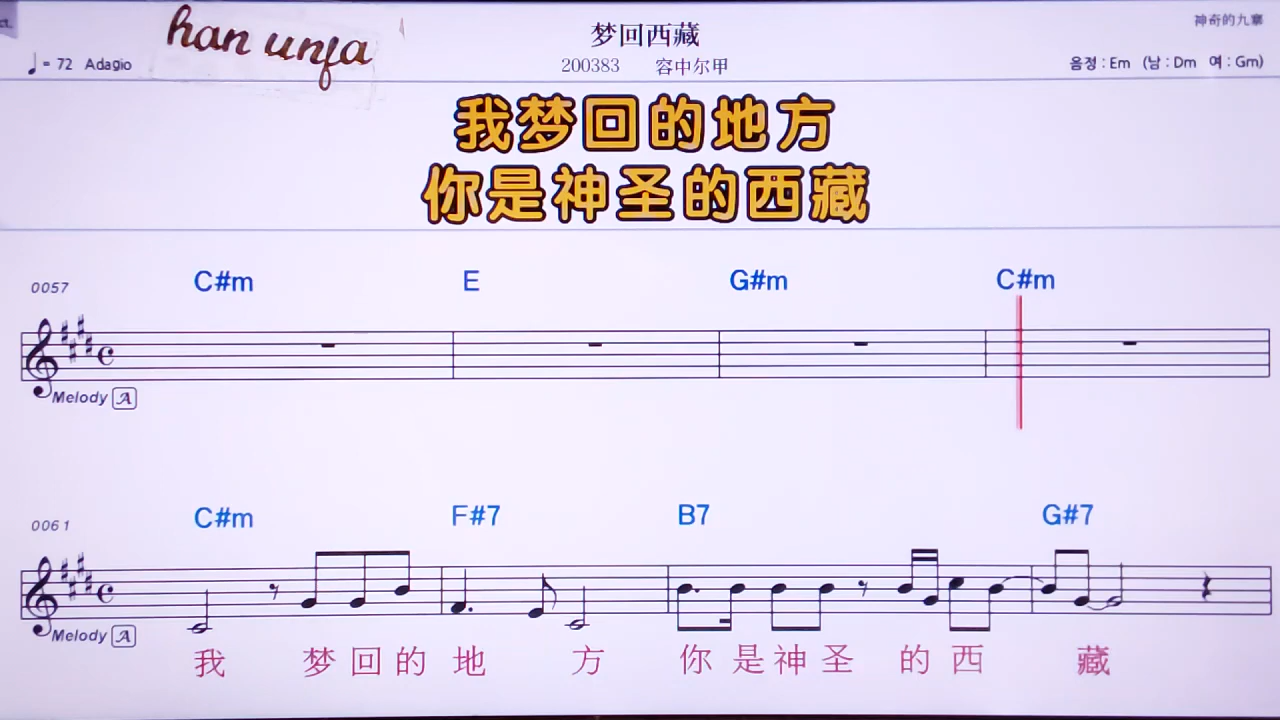 han unfa
梦回西藏
神奇的九寨
♩= 72 Adagio
200383 容中尔甲
음정 : Em (남 : Dm 여 : Gm)
我梦回的地方
你是神圣的西藏
0057 C#m E G#m C#m
Melody A
0061 C#m F#7 B7 G#7
Melody A
我 梦 回 的 地 方 你 是 神 圣 的 西 藏